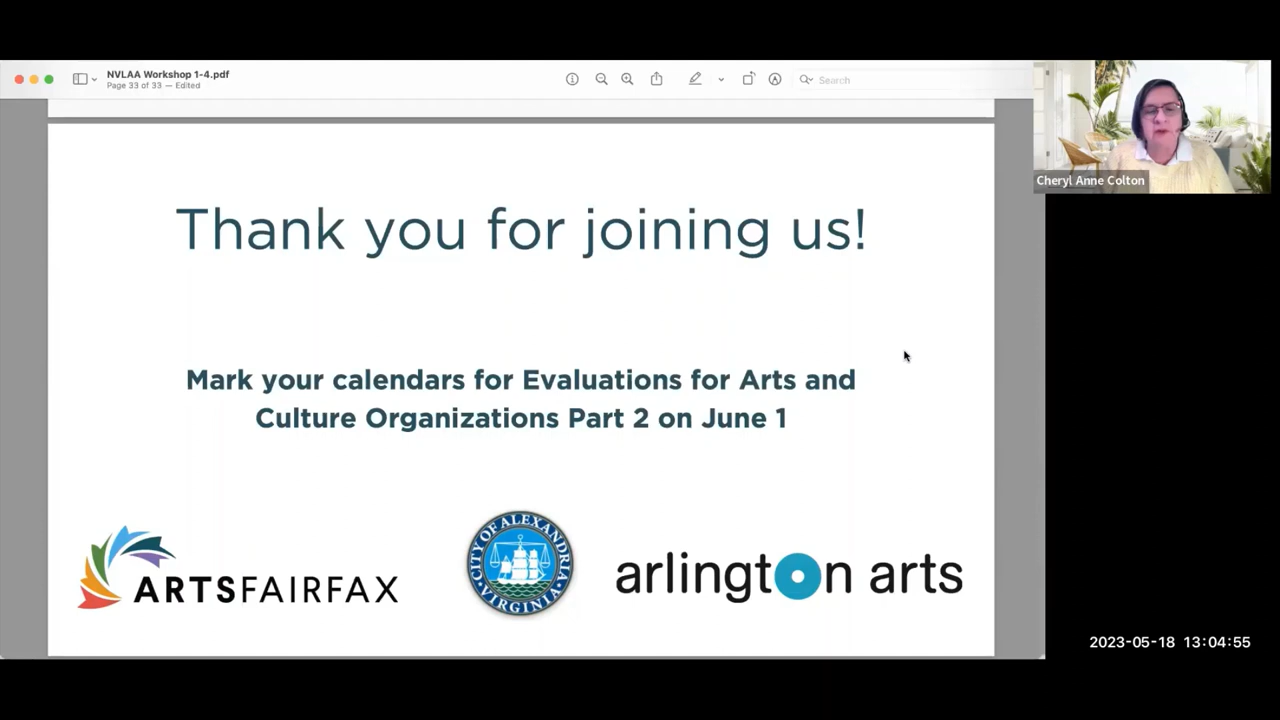 NVLAA Workshop 1-4.pdf
Page 33 of 33 — Edited
Search
Cheryl Anne Colton
Thank you for joining us!
Mark your calendars for Evaluations for Arts and
Culture Organizations Part 2 on June 1
ARTSFAIRFAX
CITY OF ALEXANDRIA
VIRGINIA
arlington arts
2023-05-18 13:04:55